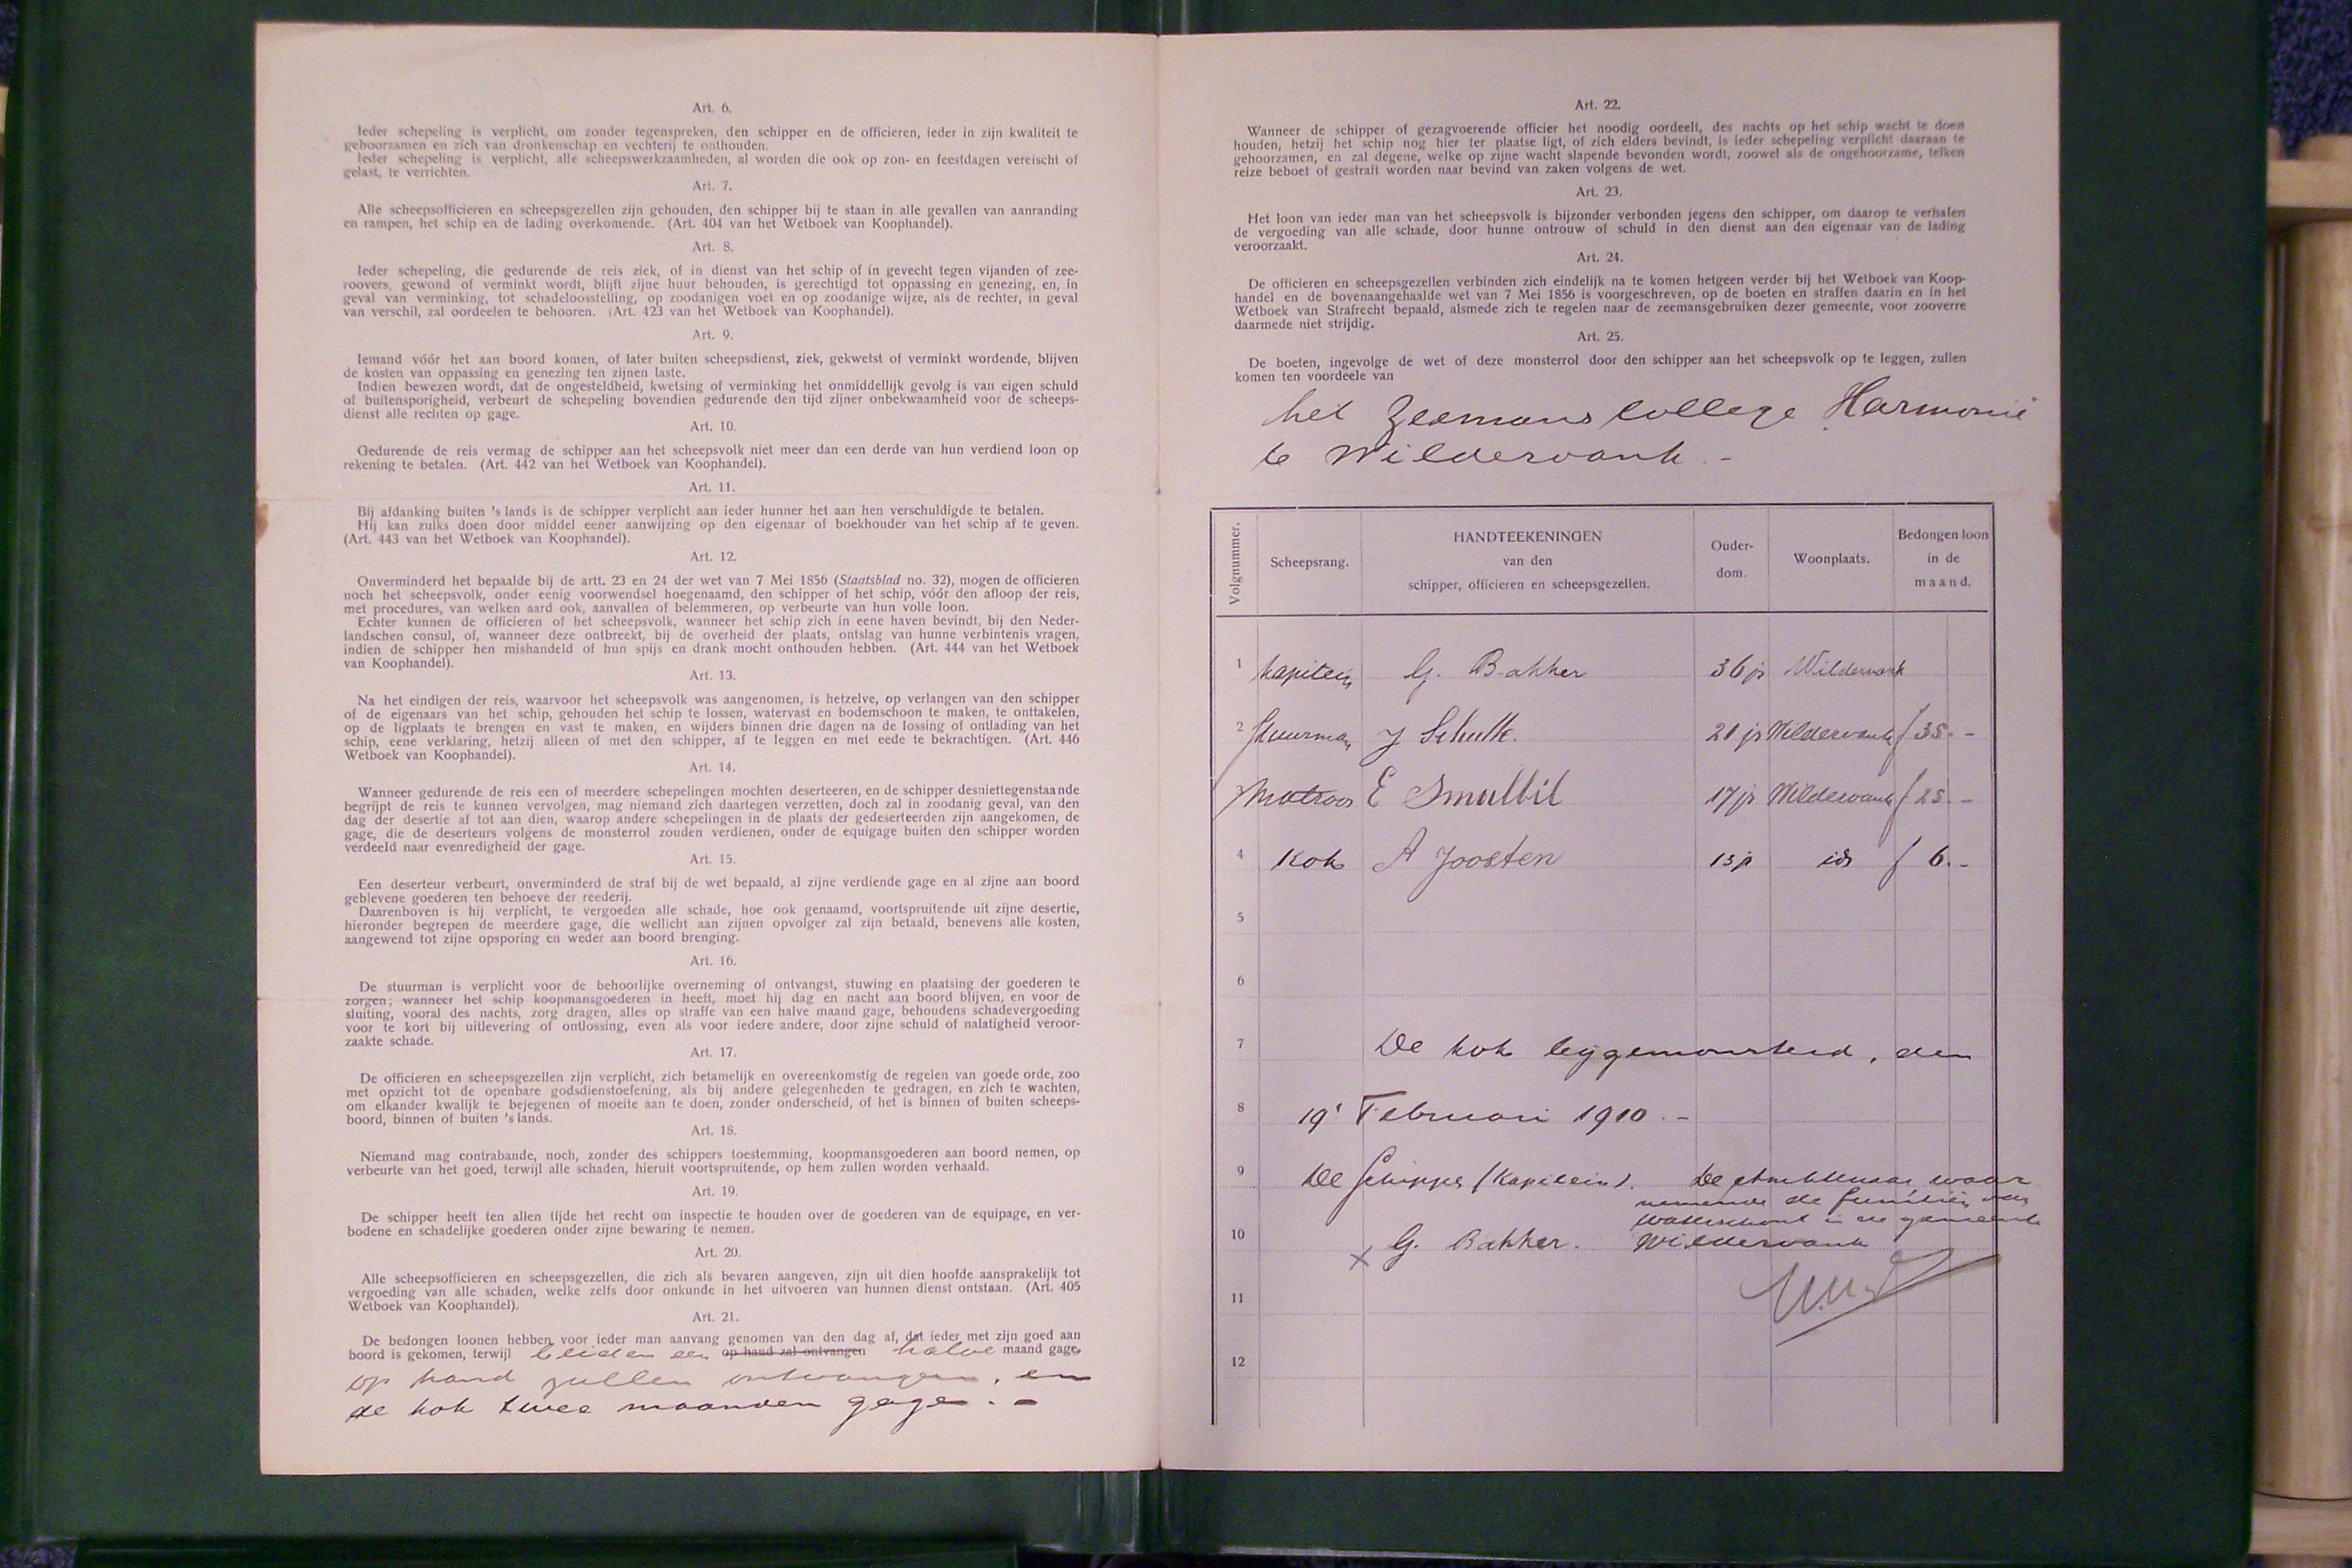 Art. 6.
Ieder schepeling is verplicht, om zonder tegenspreken, den schipper en de officieren, ieder in zijn kwaliteit te
gehoorzamen en zich van dronkenschap en vechterij te onthouden.
Ieder schepeling is verplicht, alle scheepswerkzaamheden, al worden die ook op zon- en feestdagen vereischt of
gelast, te verrichten.
Art. 7.
Alle scheepsofficieren en scheepsgezellen zijn gehouden, den schipper bij te staan in alle gevallen van aanranding
en rampen, het schip en de lading overkomende. (Art. 404 van het Wetboek van Koophandel).
Art. 8.
Ieder schepeling, die gedurende de reis ziek, of in dienst van het schip of in gevecht tegen vijanden of zee-
roovers, gewond of verminkt wordt, blijft zijne huur behouden, is gerechtigd tot oppassing en genezing, en, in
geval van verminking, tot schadeloosstelling, op zoodanigen voet en op zoodanige wijze, als de rechter, in geval
van verschil, zal oordeelen te behooren. (Art. 423 van het Wetboek van Koophandel).
Art. 9.
Iemand vóór het aan boord komen, of later buiten scheepsdienst, ziek, gekwetst of verminkt wordende, blijven
de kosten van oppassing en genezing ten zijnen laste.
Indien bewezen wordt, dat de ongesteldheid, kwetsing of verminking het onmiddellijk gevolg is van eigen schuld
of buitensporigheid, verbeurt de schepeling bovendien gedurende den tijd zijner onbekwaamheid voor de scheeps-
dienst alle rechten op gage.
Art. 10.
Gedurende de reis vermag de schipper aan het scheepsvolk niet meer dan een derde van hun verdiend loon op
rekening te betalen. (Art. 442 van het Wetboek van Koophandel).
Art. 11.
Bij afdanking buiten 's lands is de schipper verplicht aan ieder hunner het aan hen verschuldigde te betalen.
Hij kan zulks doen door middel eener aanwijzing op den eigenaar of boekhouder van het schip af te geven.
(Art. 443 van het Wetboek van Koophandel).
Art. 12.
Onverminderd het bepaalde bij de artt. 23 en 24 der wet van 7 Mei 1856 (Staatsblad no. 32), mogen de officieren
noch het scheepsvolk, onder eenig voorwendsel hoegenaamd, den schipper of het schip, vóór den afloop der reis,
met procedures, van welken aard ook, aanvallen of belemmeren, op verbeurte van hun volle loon.
Echter kunnen de officieren of het scheepsvolk, wanneer het schip zich in eene haven bevindt, bij den Neder-
landschen consul, of, wanneer deze ontbreekt, bij de overheid der plaats, ontslag van hunne verbintenis vragen,
indien de schipper hen mishandeld of hun spijs en drank mocht onthouden hebben. (Art. 444 van het Wetboek
van Koophandel).
Art. 13.
Na het eindigen der reis, waarvoor het scheepsvolk was aangenomen, is hetzelve, op verlangen van den schipper
of de eigenaars van het schip, gehouden het schip te lossen, watervast en bodemschoon te maken, te onttakelen,
op de ligplaats te brengen en vast te maken, en wijders binnen drie dagen na de lossing of ontlading van het
schip, eene verklaring, hetzij alleen of met den schipper, af te leggen en met eede te bekrachtigen. (Art. 446
Wetboek van Koophandel).
Art. 14.
Wanneer gedurende de reis een of meerdere schepelingen mochten deserteeren, en de schipper desniettegenstaande
begrijpt de reis te kunnen vervolgen, mag niemand zich daartegen verzetten, doch zal in zoodanig geval, van den
dag der desertie af tot aan dien, waarop andere schepelingen in de plaats der gedeserteerden zijn aangekomen, de
gage, die de deserteurs volgens de monsterrol zouden verdienen, onder de equigage buiten den schipper worden
verdeeld naar evenredigheid der gage.
Art. 15.
Een deserteur verbeurt, onverminderd de straf bij de wet bepaald, al zijne verdiende gage en al zijne aan boord
geblevene goederen ten behoeve der reederij.
Daarenboven is hij verplicht, te vergoeden alle schade, hoe ook genaamd, voortspruitende uit zijne desertie,
hieronder begrepen de meerdere gage, die wellicht aan zijnen opvolger zal zijn betaald, benevens alle kosten,
aangewend tot zijne opsporing en weder aan boord brenging.
Art. 16.
De stuurman is verplicht voor de behoorlijke overneming of ontvangst, stuwing en plaatsing der goederen te
zorgen; wanneer het schip koopmansgoederen in heeft, moet hij dag en nacht aan boord blijven, en voor de
sluiting, vooral des nachts, zorg dragen, alles op straffe van een halve maand gage, behoudens schadevergoeding
voor te kort bij uitlevering of ontlossing, even als voor iedere andere, door zijne schuld of nalatigheid veroor-
zaakte schade.
Art. 17.
De officieren en scheepsgezellen zijn verplicht, zich betamelijk en overeenkomstig de regelen van goede orde, zoo
met opzicht tot de openbare godsdienstoefening, als bij andere gelegenheden te gedragen, en zich te wachten,
om elkander kwalijk te bejegenen of moeite aan te doen, zonder onderscheid, of het is binnen of buiten scheeps-
boord, binnen of buiten 's lands.
Art. 18.
Niemand mag contrabande, noch, zonder des schippers toestemming, koopmansgoederen aan boord nemen, op
verbeurte van het goed, terwijl alle schaden, hieruit voortspruitende, op hem zullen worden verhaald.
Art. 19.
De schipper heeft ten allen tijde het recht om inspectie te houden over de goederen van de equipage, en ver-
bodene en schadelijke goederen onder zijne bewaring te nemen.
Art. 20.
Alle scheepsofficieren en scheepsgezellen, die zich als bevaren aangeven, zijn uit dien hoofde aansprakelijk tot
vergoeding van alle schaden, welke zelfs door onkunde in het uitvoeren van hunnen dienst ontstaan. (Art. 405
Wetboek van Koophandel).
Art. 21.
De bedongen loonen hebben voor ieder man aanvang genomen van den dag af, dat ieder met zijn goed aan
boord is gekomen, terwijl beiden een op hand zal ontvangen halve maand gage
op hand zullen ontvangen, en
de kok twee maanden gage. -
Art. 22.
Wanneer de schipper of gezagvoerende officier het noodig oordeelt, des nachts op het schip wacht te doen
houden, hetzij het schip nog hier ter plaatse ligt, of zich elders bevindt, is ieder schepeling verplicht daaraan te
gehoorzamen, en zal degene, welke op zijne wacht slapende bevonden wordt, zoowel als de ongehoorzame, telken
reize beboet of gestraft worden naar bevind van zaken volgens de wet.
Art. 23.
Het loon van ieder man van het scheepsvolk is bijzonder verbonden jegens den schipper, om daarop te verhalen
de vergoeding van alle schade, door hunne ontrouw of schuld in den dienst aan den eigenaar van de lading
veroorzaakt.
Art. 24.
De officieren en scheepsgezellen verbinden zich eindelijk na te komen hetgeen verder bij het Wetboek van Koop-
handel en de bovenaangehaalde wet van 7 Mei 1856 is voorgeschreven, op de boeten en straffen daarin en in het
Wetboek van Strafrecht bepaald, alsmede zich te regelen naar de zeemansgebruiken dezer gemeente, voor zooverre
daarmede niet strijdig.
Art. 25.
De boeten, ingevolge de wet of deze monsterrol door den schipper aan het scheepsvolk op te leggen, zullen
komen ten voordeele van
het Zeemans college Harmonie
te Wildervank. -
Volgnummer. Scheepsrang. HANDTEEKENINGEN van den schipper, officieren en scheepsgezellen. Ouder-dom. Woonplaats. Bedongen loon in de maand.
1 Kapitein G. Bakker 36 jr Wildervank
2 Stuurman J Schulte. 21 jr Wildervank f 35. -
3 Matroos E Smulbil 17 jr Wildervank f 25. -
4 Kok A Joosten 15 jr id f 6. -
5
6
7 De kok bijgemonsterd, den
8 19 Februari 1910. -
9 De Schipper (Kapitein). De Ambtenaar waar
nemende de functiën van
Waterschout in de gemeente
10 G. Bakker. Wildervank
11
12